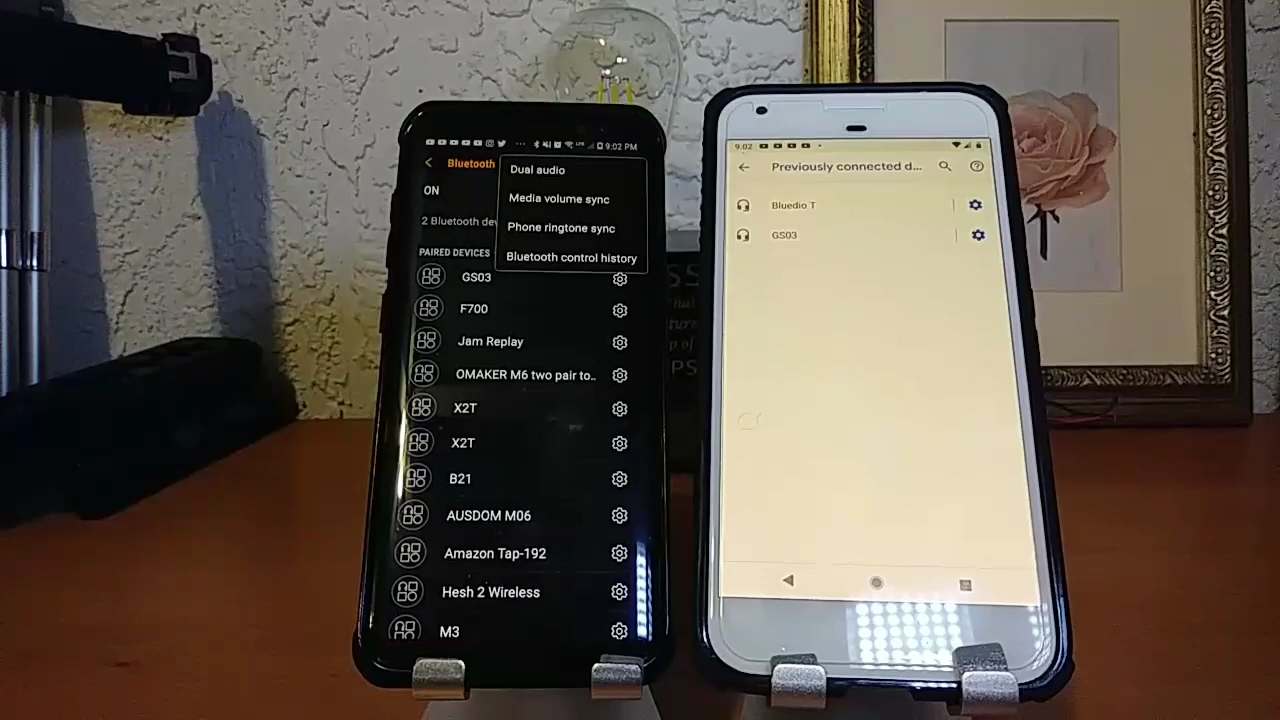 9:02 PM
Bluetooth
Dual audio
Media volume sync
Phone ringtone sync
Bluetooth control history
ON
2 Bluetooth dev
PAIRED DEVICES
GS03
F700
Jam Replay
OMAKER M6 two pair to..
X2T
X2T
B21
AUSDOM M06
Amazon Tap-192
Hesh 2 Wireless
M3
9:02
Previously connected d...
Bluedio T
GS03